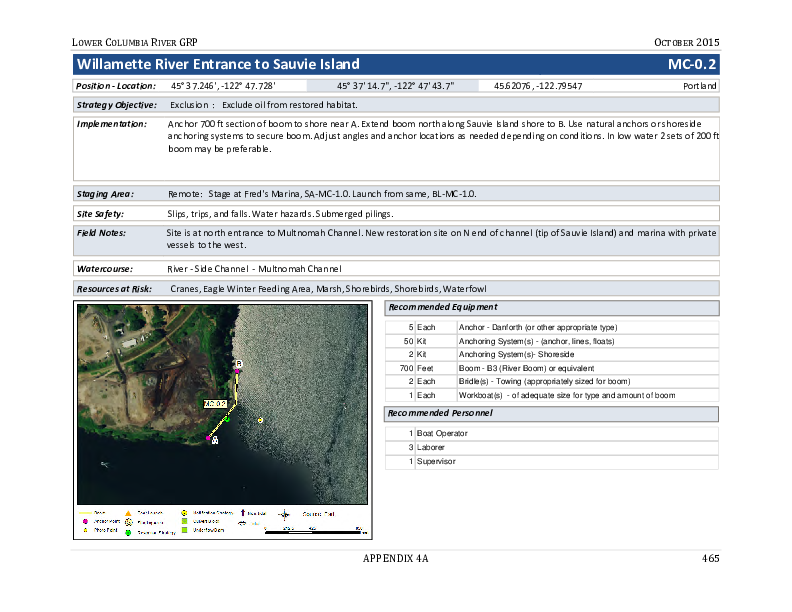 LOWER COLUMBIA RIVER GRP OCTOBER 2015
Willamette River Entrance to Sauvie Island MC-0.2
Position - Location: 45° 37.246', -122° 47.728' 45° 37' 14.7", -122° 47' 43.7" 45.62076, -122.79547 Portland
Strategy Objective: Exclusion : Exclude oil from restored habitat.
Implementation: Anchor 700 ft section of boom to shore near A. Extend boom north along Sauvie Island shore to B. Use natural anchors or shoreside
anchoring systems to secure boom. Adjust angles and anchor locations as needed depending on conditions. In low water 2 sets of 200 ft
boom may be preferable.
Staging Area: Remote: Stage at Fred's Marina, SA-MC-1.0. Launch from same, BL-MC-1.0.
Site Safety: Slips, trips, and falls. Water hazards. Submerged pilings.
Field Notes: Site is at north entrance to Multnomah Channel. New restoration site on N end of channel (tip of Sauvie Island) and marina with private
vessels to the west.
Watercourse: River - Side Channel - Multnomah Channel
Resources at Risk: Cranes, Eagle Winter Feeding Area, Marsh, Shorebirds, Shorebirds, Waterfowl
Recommended Equipment
5 Each Anchor - Danforth (or other appropriate type)
50 Kit Anchoring System(s) - (anchor, lines, floats)
2 Kit Anchoring System(s)- Shoreside
700 Feet Boom - B3 (River Boom) or equivalent
2 Each Bridle(s) - Towing (appropriately sized for boom)
1 Each Workboat(s) - of adequate size for type and amount of boom
Recommended Personnel
1 Boat Operator
3 Laborer
1 Supervisor
B
MC-0.2
A
Anchor Point
Photo Point
Notification Strategy
APPENDIX 4A 465